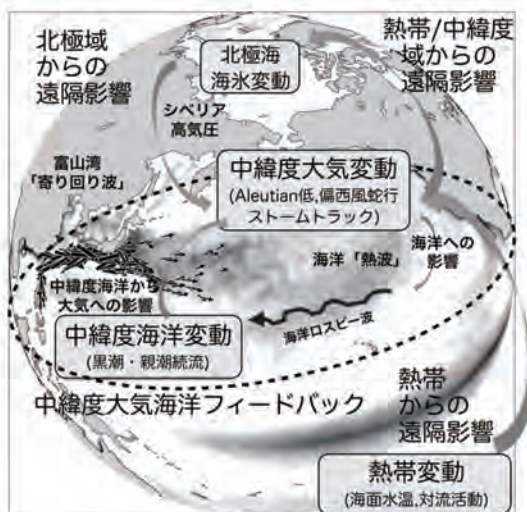 北極域
からの
遠隔影響
北極海
海氷変動
熱帯/中緯度
域からの
遠隔影響
シベリア
高気圧
富山湾
「寄り回り波」
中緯度大気変動
(Aleutian低,偏西風蛇行
ストームトラック)
海洋「熱波」
海洋への
影響
中緯度海洋から
大気への影響
海洋ロスビー波
中緯度海洋変動
(黒潮・親潮続流)
中緯度大気海洋フィードバック
熱帯
からの
遠隔影響
熱帯変動
(海面水温,対流活動)